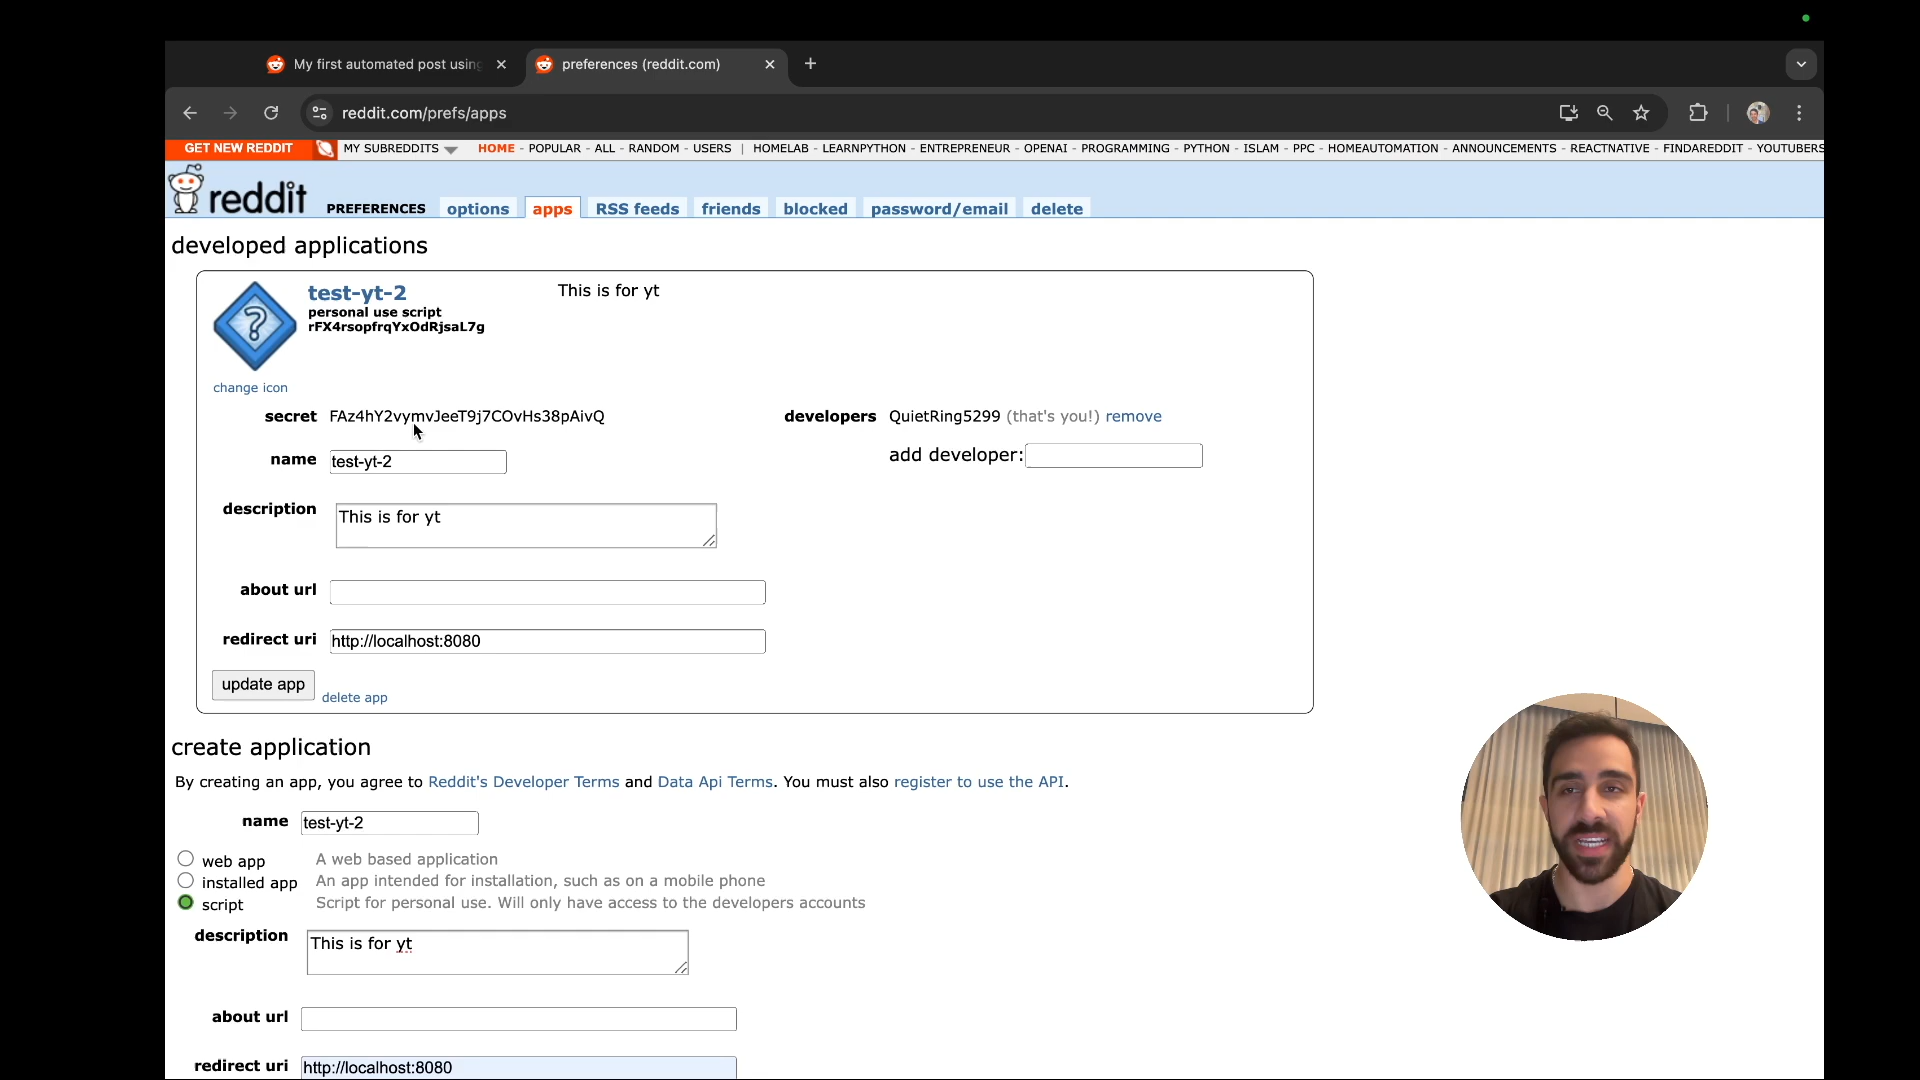 My first automated post using
preferences (reddit.com)
reddit.com/prefs/apps
GET NEW REDDIT MY SUBREDDITS HOME - POPULAR - ALL - RANDOM - USERS | HOMELAB - LEARNPYTHON - ENTREPRENEUR - OPENAI - PROGRAMMING - PYTHON - ISLAM - PPC - HOMEAUTOMATION - ANNOUNCEMENTS - REACTNATIVE - FINDAREDDIT - YOUTUBERS
reddit PREFERENCES options apps RSS feeds friends blocked password/email delete
developed applications
test-yt-2 This is for yt
personal use script
rFX4rsopfrqYxOdRjsaL7g
change icon
secret FAz4hY2vymvJeeT9j7COvHs38pAivQ developers QuietRing5299 (that's you!) remove
name test-yt-2 add developer:
description This is for yt
about url
redirect uri http://localhost:8080
update app delete app
create application
By creating an app, you agree to Reddit's Developer Terms and Data Api Terms. You must also register to use the API.
name test-yt-2
web app A web based application
installed app An app intended for installation, such as on a mobile phone
script Script for personal use. Will only have access to the developers accounts
description This is for yt
about url
redirect uri http://localhost:8080